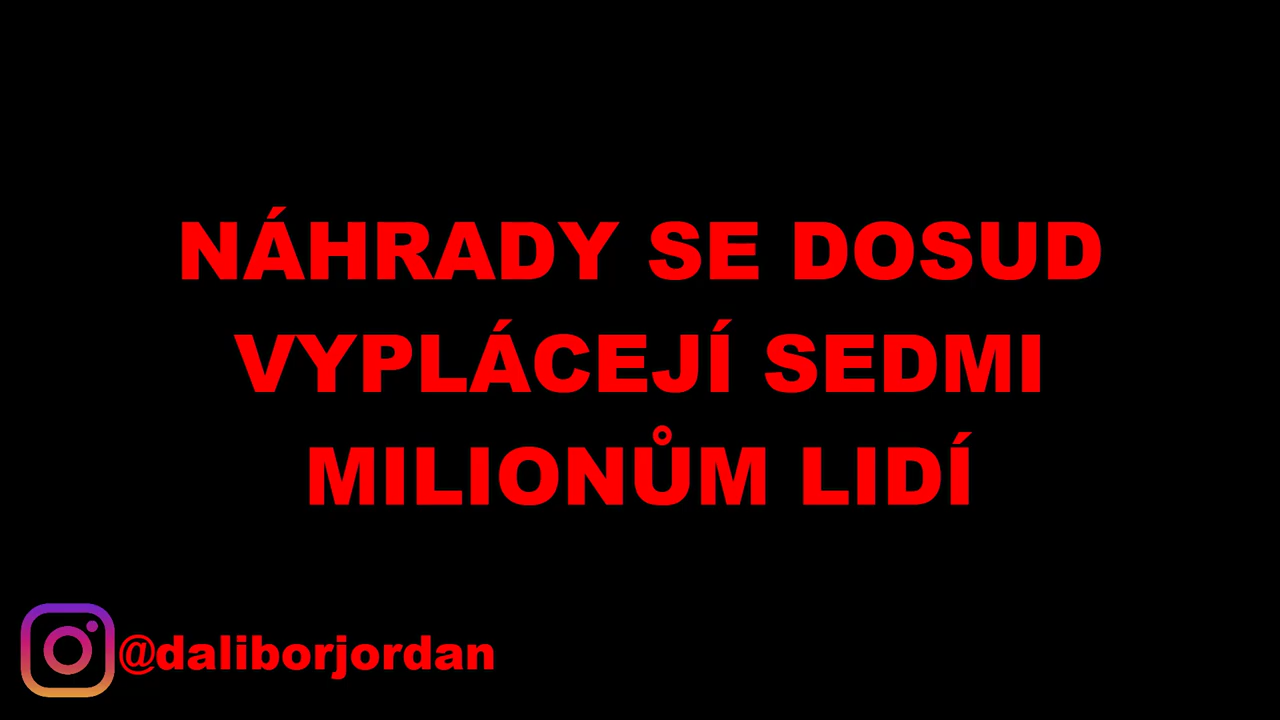 NÁHRADY SE DOSUD
VYPLÁCEJÍ SEDMI
MILIONŮM LIDÍ
@daliborjordan